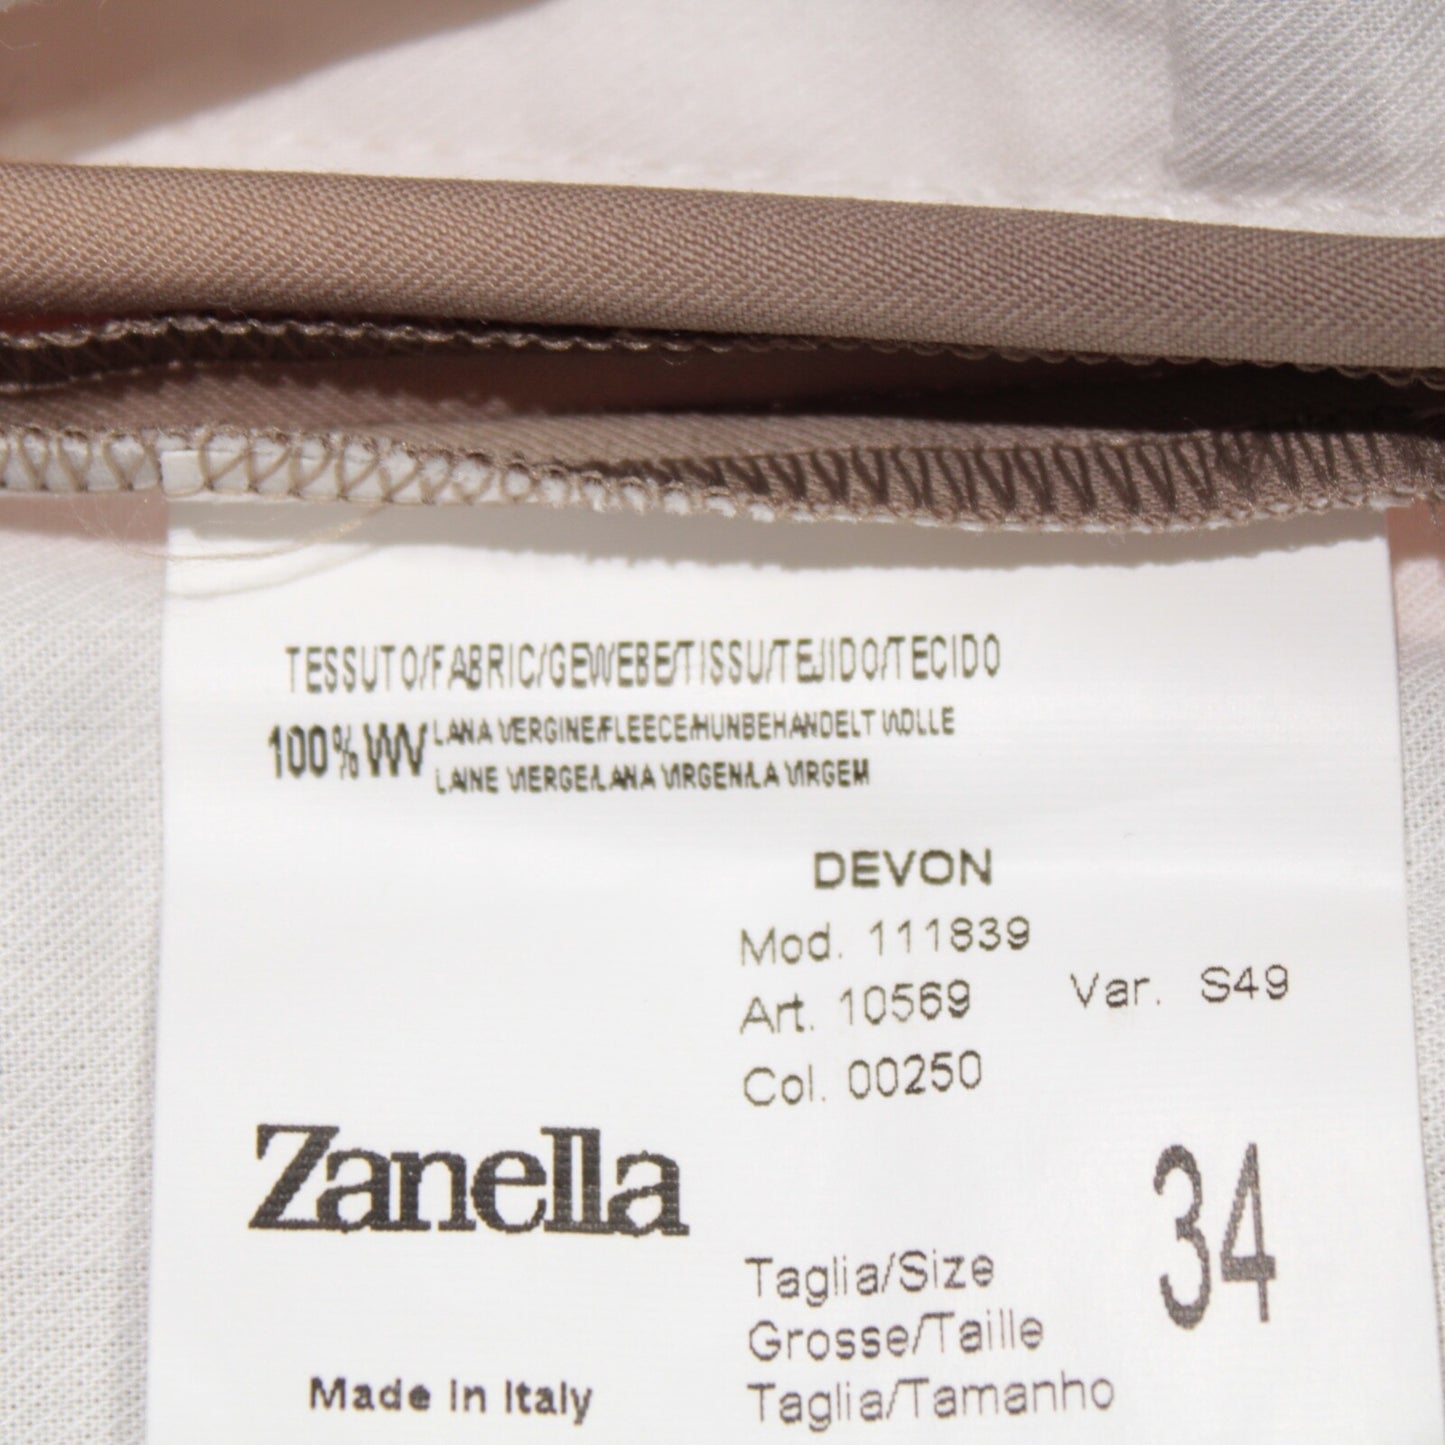 TESSUTO/FABRIC/GEWEBE/TISSU/TEJIDO/TECIDO
100% WV LANA VERGINE/FLEECE/HUNBEHANDELT WOLLE
LAINE VIERGE/LANA VIRGEN/LA VIRGEM
DEVON
Mod. 111839
Art. 10569 Var. S49
Col. 00250
Zanella
34
Taglia/Size
Grosse/Taille
Taglia/Tamanho
Made In Italy